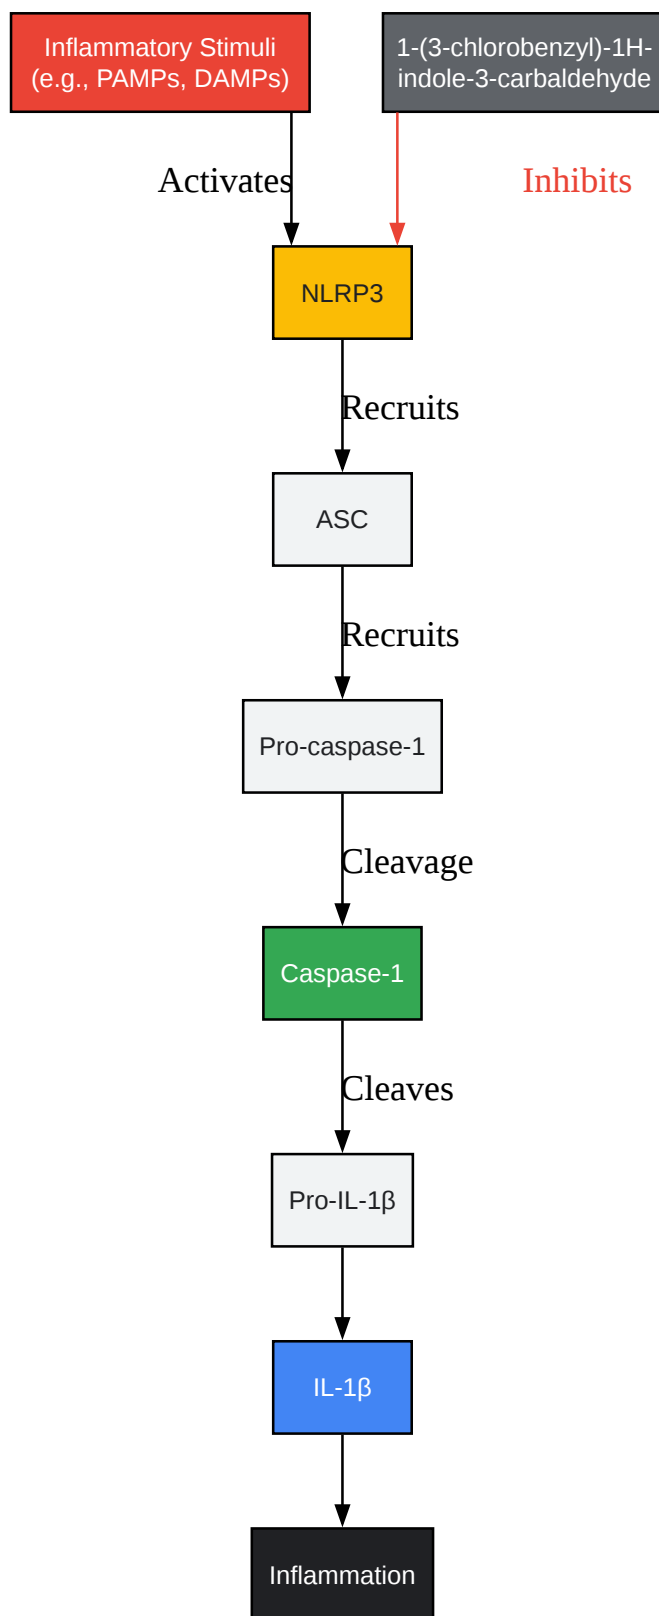 Inflammatory Stimuli
(e.g., PAMPs, DAMPs)
1-(3-chlorobenzyl)-1H-
indole-3-carbaldehyde
Activates
Inhibits
NLRP3
Recruits
ASC
Recruits
Pro-caspase-1
Cleavage
Caspase-1
Cleaves
Pro-IL-1β
IL-1β
Inflammation